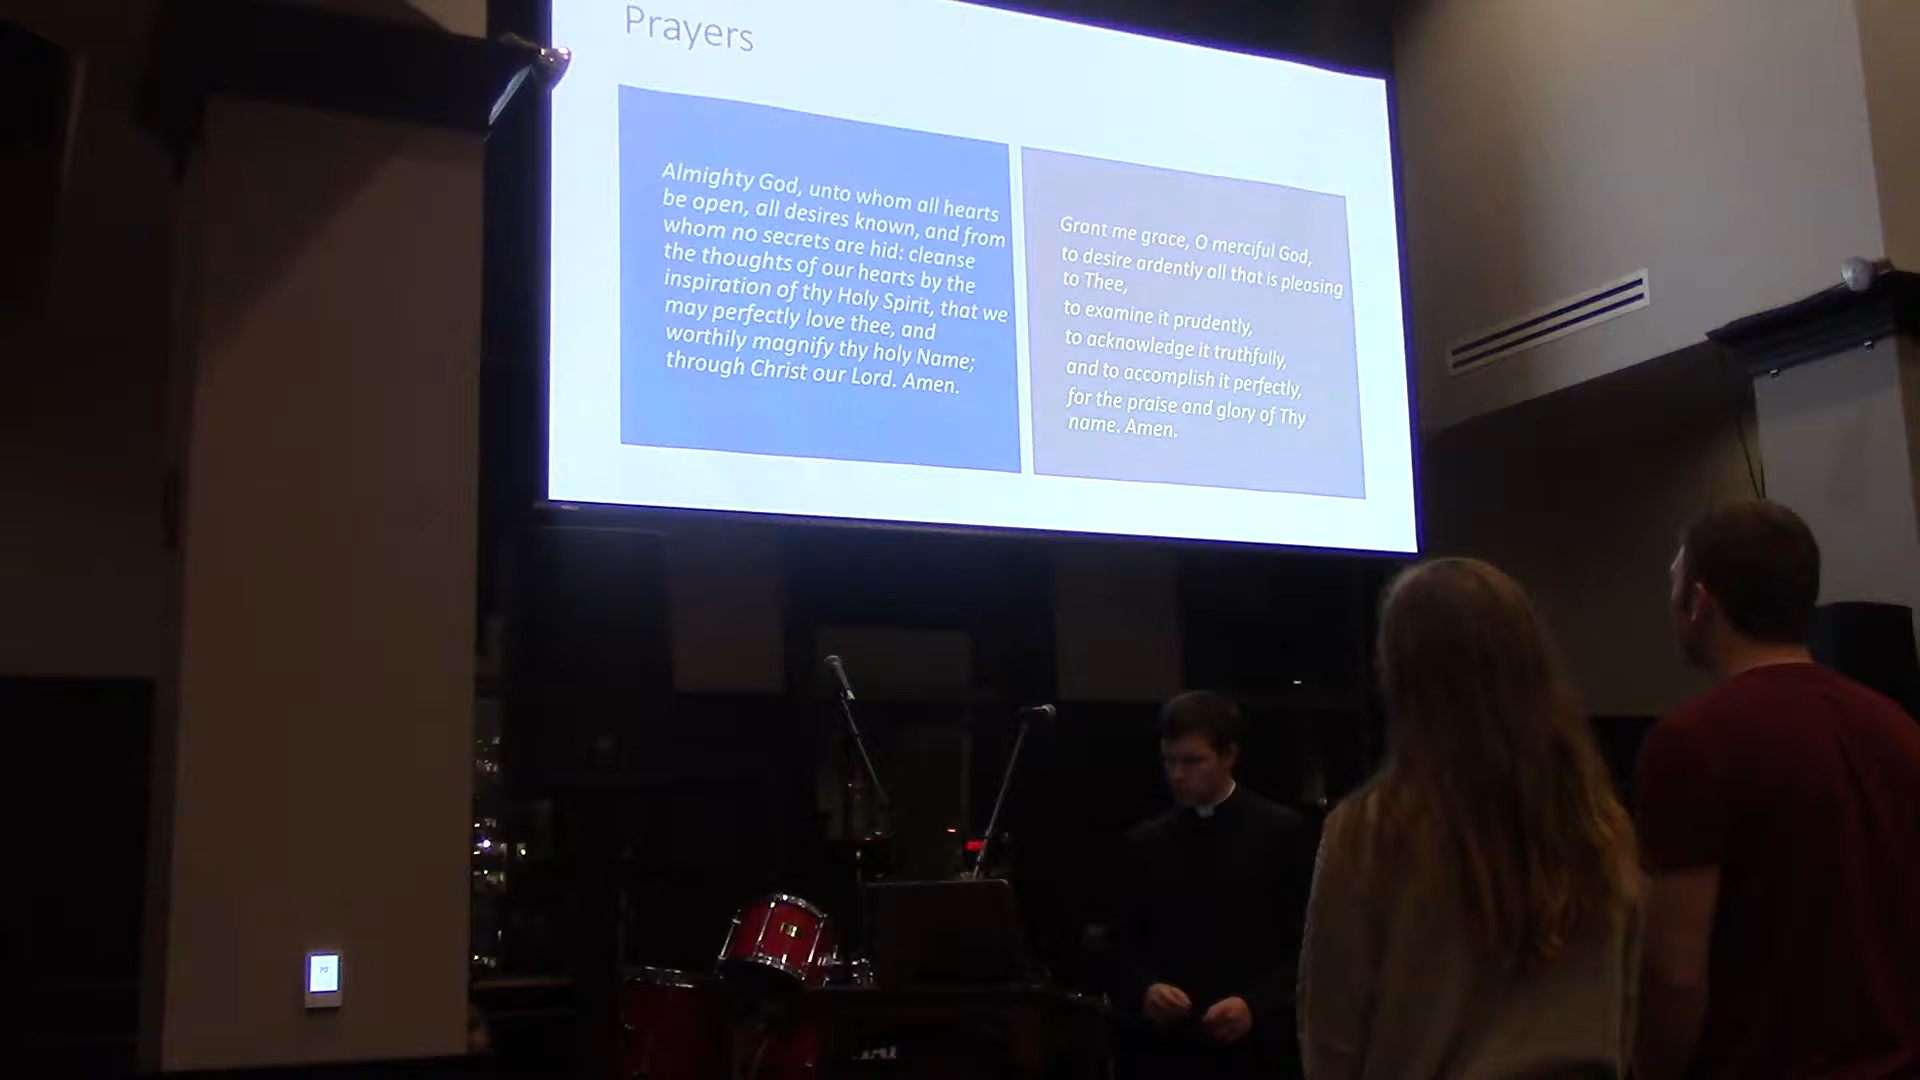 Prayers
Almighty God, unto whom all hearts
be open, all desires known, and from
whom no secrets are hid: cleanse
the thoughts of our hearts by the
inspiration of thy Holy Spirit, that we
may perfectly love thee, and
worthily magnify thy holy Name;
through Christ our Lord. Amen.
Grant me grace, O merciful God,
to desire ardently all that is pleasing
to Thee,
to examine it prudently,
to acknowledge it truthfully,
and to accomplish it perfectly,
for the praise and glory of Thy
name. Amen.